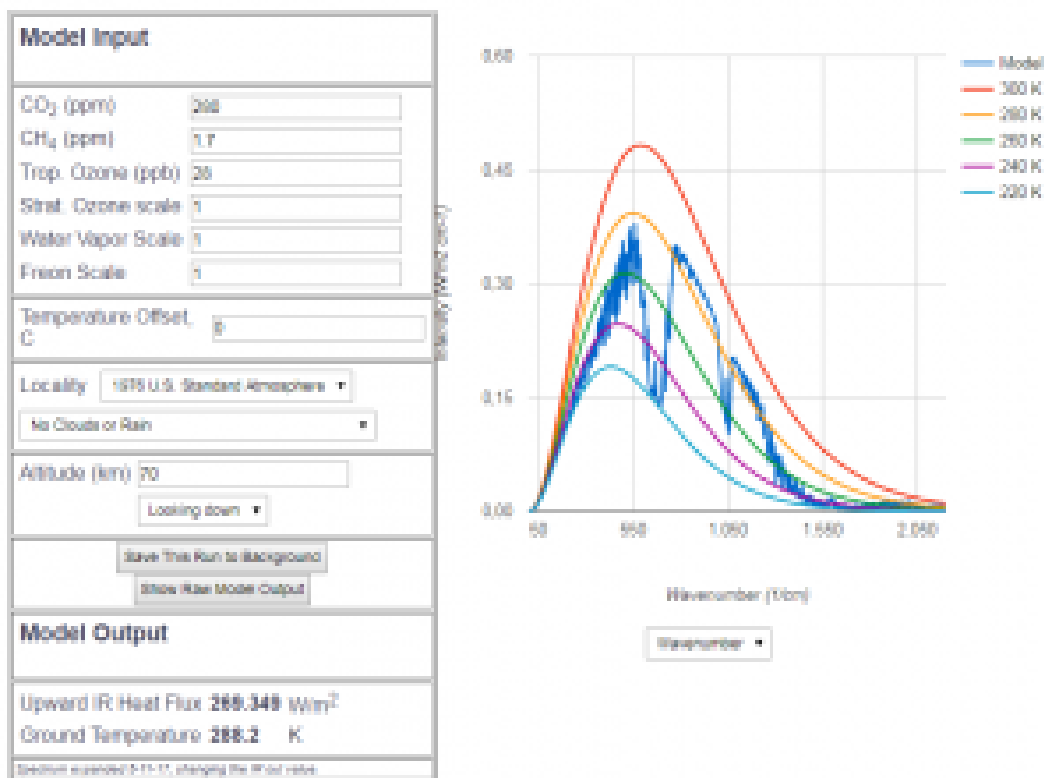 Model Input
CO2 (ppm)
CH4 (ppm) 1.7
Trop. Ozone (ppb) 28
Strat. Ozone scale 1
Water Vapor Scale 1
Freon Scale 1
Temperature Offset, C 0
Locality 1976 U.S. Standard Atmosphere
No Clouds or Rain
Altitude (km) 70
Looking down
Save This Run to Background
Show Raw Model Output
Model Output
Upward IR Heat Flux 269.349 W/m2
Ground Temperature 288.2 K
0.60
0.45
0.30
0.15
0.00
50 550 1,050 1,550 2,050
Wavenumber (1/cm)
Wavenumber
Model
300 K
280 K
260 K
240 K
220 K